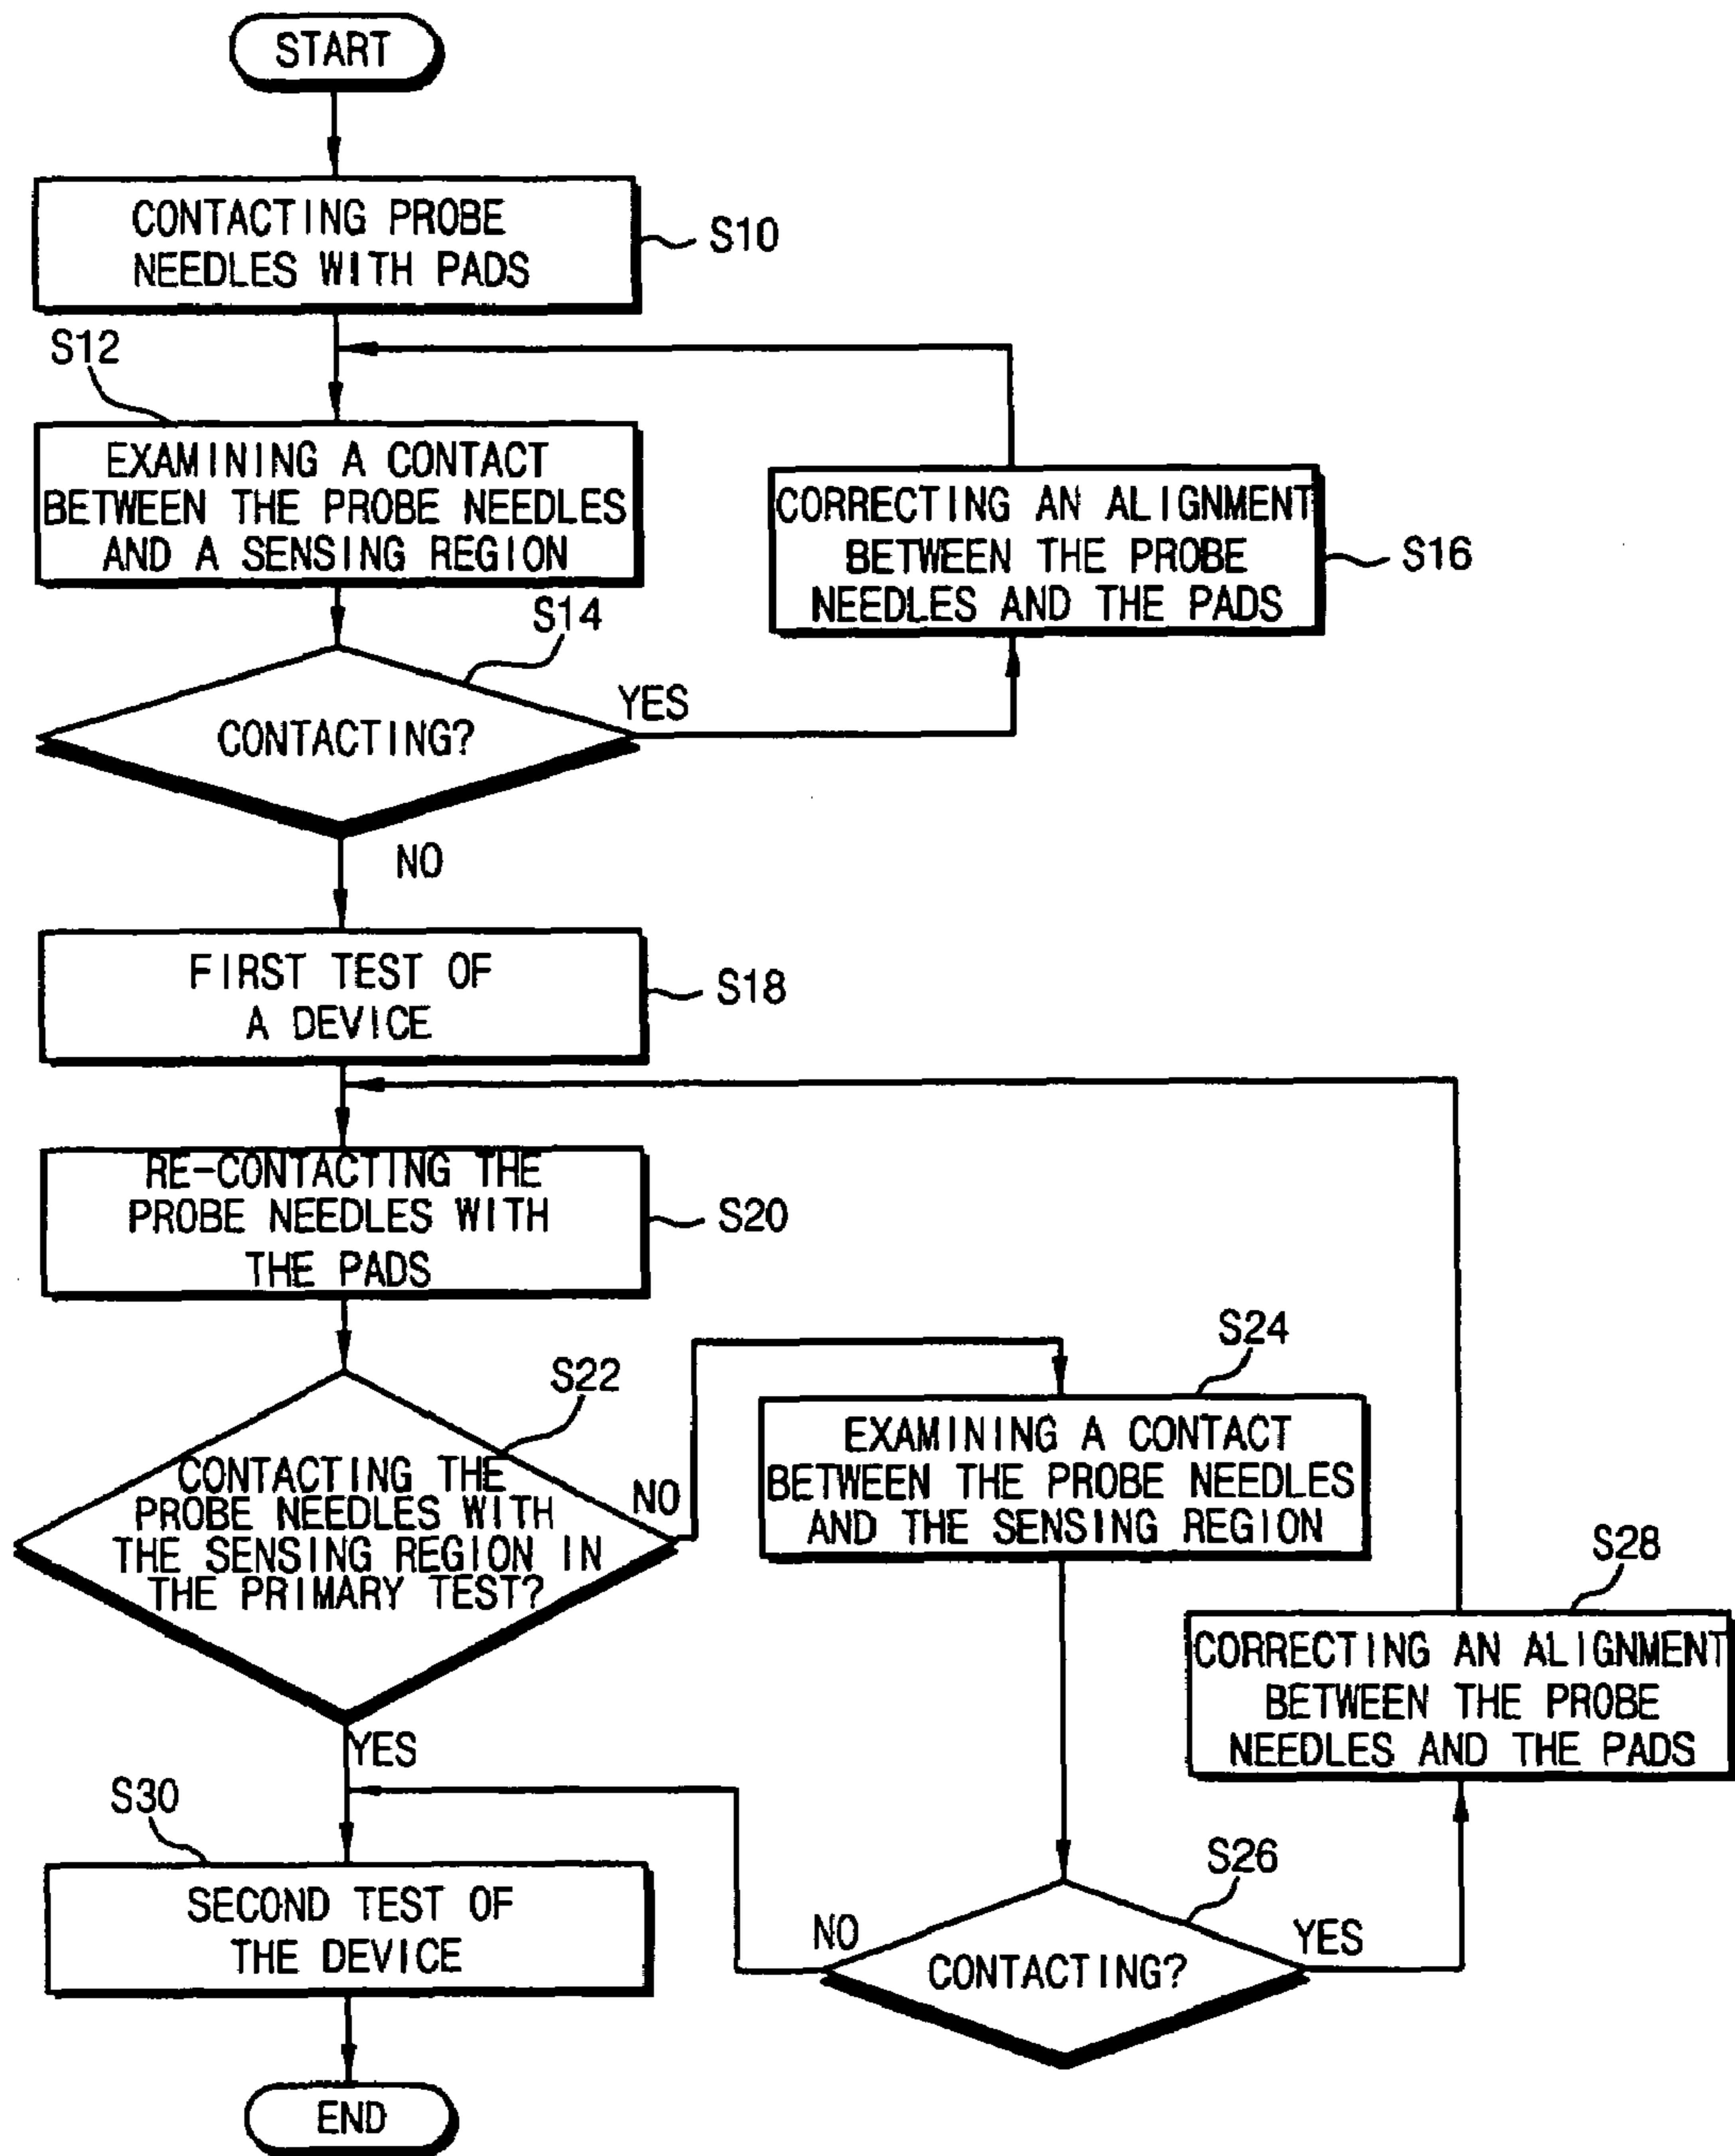 START
CONTACTING PROBE
NEEDLES WITH PADS
S10
S12
EXAMINING A CONTACT
BETWEEN THE PROBE NEEDLES
AND A SENSING REGION
CORRECTING AN ALIGNMENT
BETWEEN THE PROBE
NEEDLES AND THE PADS
S16
S14
CONTACTING?
YES
NO
FIRST TEST OF
A DEVICE
S18
RE-CONTACTING THE
PROBE NEEDLES WITH
THE PADS
S20
S22
CONTACTING THE
PROBE NEEDLES WITH
THE SENSING REGION IN
THE PRIMARY TEST?
NO
YES
S24
EXAMINING A CONTACT
BETWEEN THE PROBE NEEDLES
AND THE SENSING REGION
S28
CORRECTING AN ALIGNMENT
BETWEEN THE PROBE
NEEDLES AND THE PADS
S26
CONTACTING?
NO
YES
S30
SECOND TEST OF
THE DEVICE
END